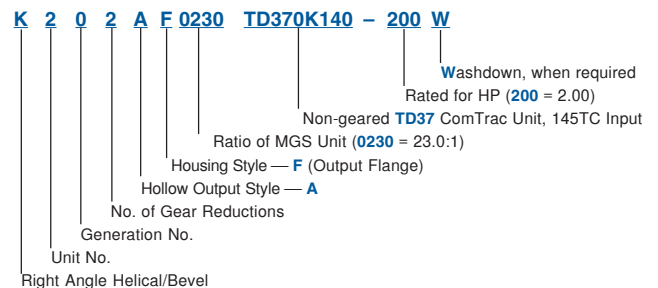 K 2 0 2 A F 0230 TD370K140 – 200 W
Washdown, when required
Rated for HP (200 = 2.00)
Non-geared TD37 ComTrac Unit, 145TC Input
Ratio of MGS Unit (0230 = 23.0:1)
Housing Style — F (Output Flange)
Hollow Output Style — A
No. of Gear Reductions
Generation No.
Unit No.
Right Angle Helical/Bevel